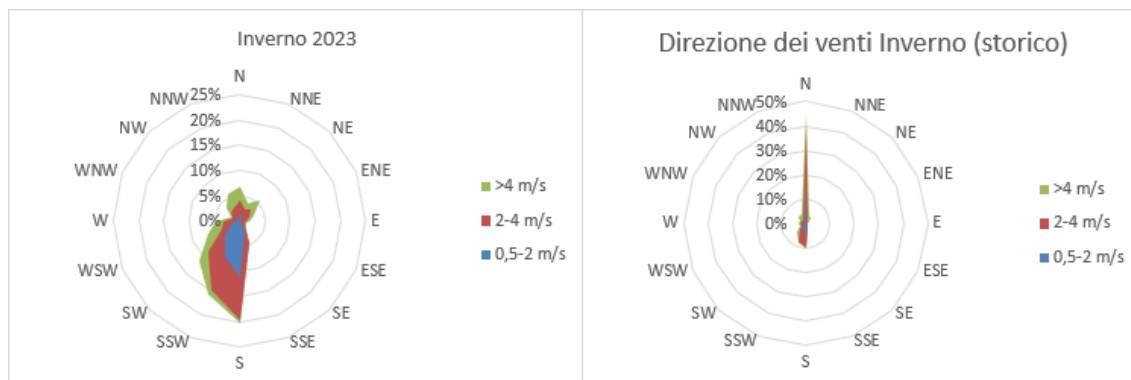 Inverno 2023
N
NNE
NE
ENE
E
ESE
SE
SSE
S
SSW
SW
WSW
W
WNW
NW
NNW
25%
20%
15%
10%
5%
0%
>4 m/s
2-4 m/s
0,5-2 m/s
Direzione dei venti Inverno (storico)
N
NNE
NE
ENE
E
ESE
SE
SSE
S
SSW
SW
WSW
W
WNW
NW
NNW
50%
40%
30%
20%
10%
0%
>4 m/s
2-4 m/s
0,5-2 m/s